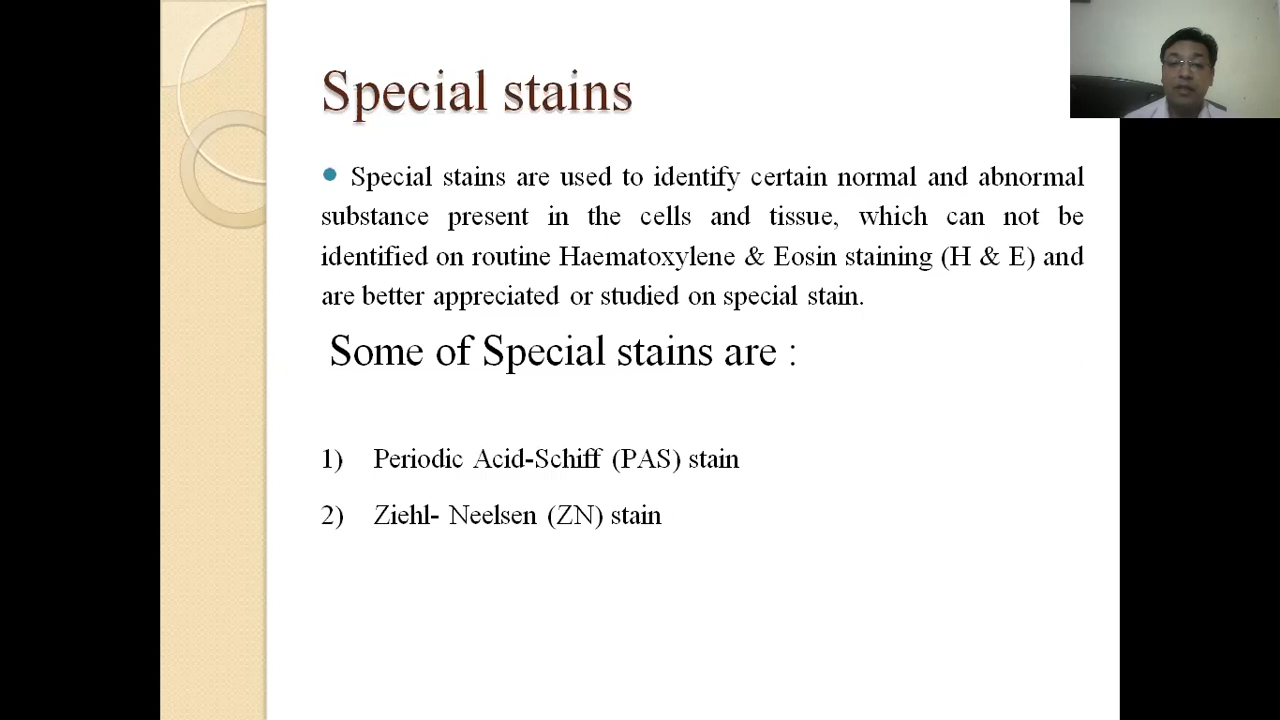 Special stains
Special stains are used to identify certain normal and abnormal
substance present in the cells and tissue, which can not be
identified on routine Haematoxylene & Eosin staining (H & E) and
are better appreciated or studied on special stain.
Some of Special stains are :
1) Periodic Acid-Schiff (PAS) stain
2) Ziehl- Neelsen (ZN) stain